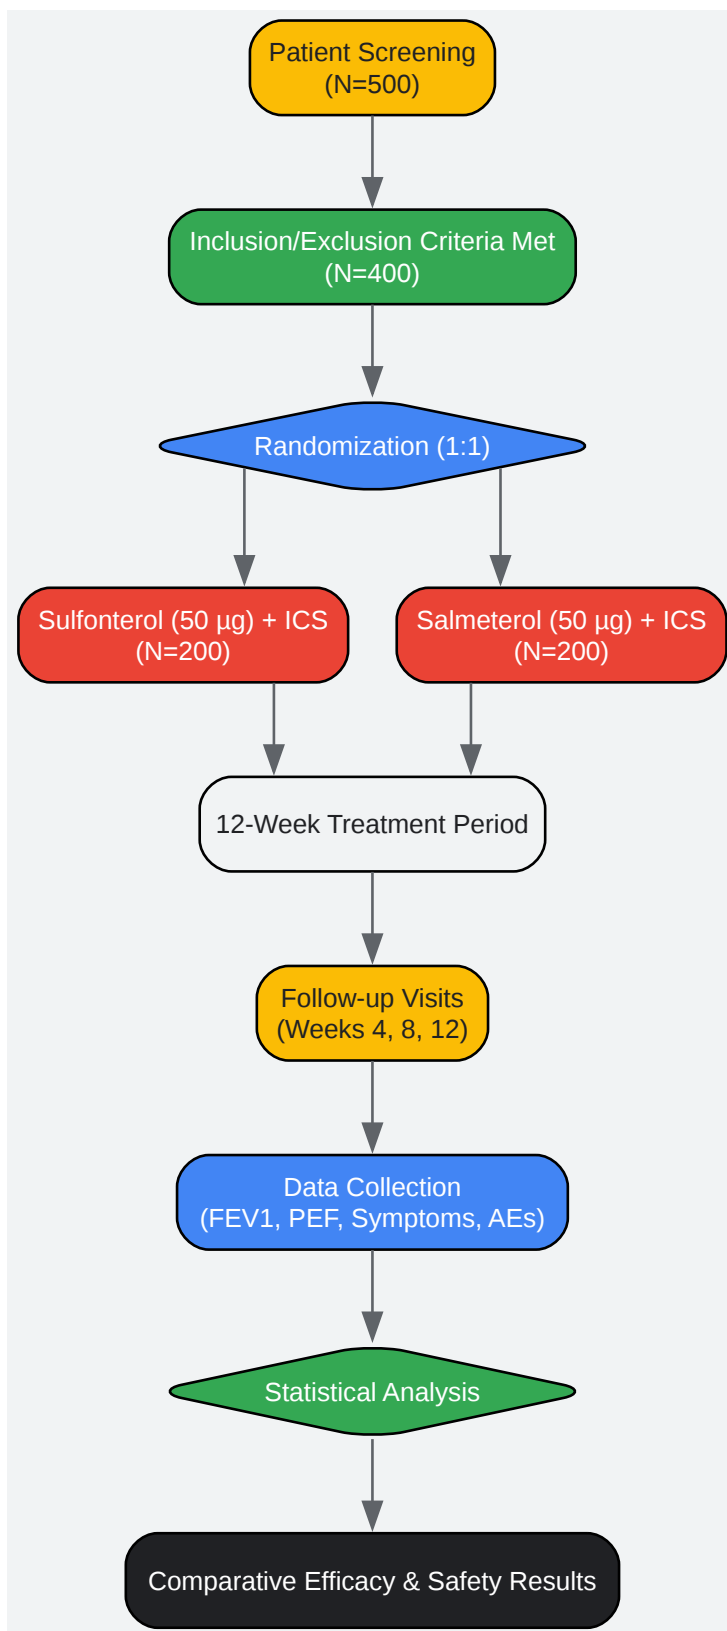 Patient Screening
(N=500)
Inclusion/Exclusion Criteria Met
(N=400)
Randomization (1:1)
Sulfonterol (50 µg) + ICS
(N=200)
Salmeterol (50 µg) + ICS
(N=200)
12-Week Treatment Period
Follow-up Visits
(Weeks 4, 8, 12)
Data Collection
(FEV1, PEF, Symptoms, AEs)
Statistical Analysis
Comparative Efficacy & Safety Results